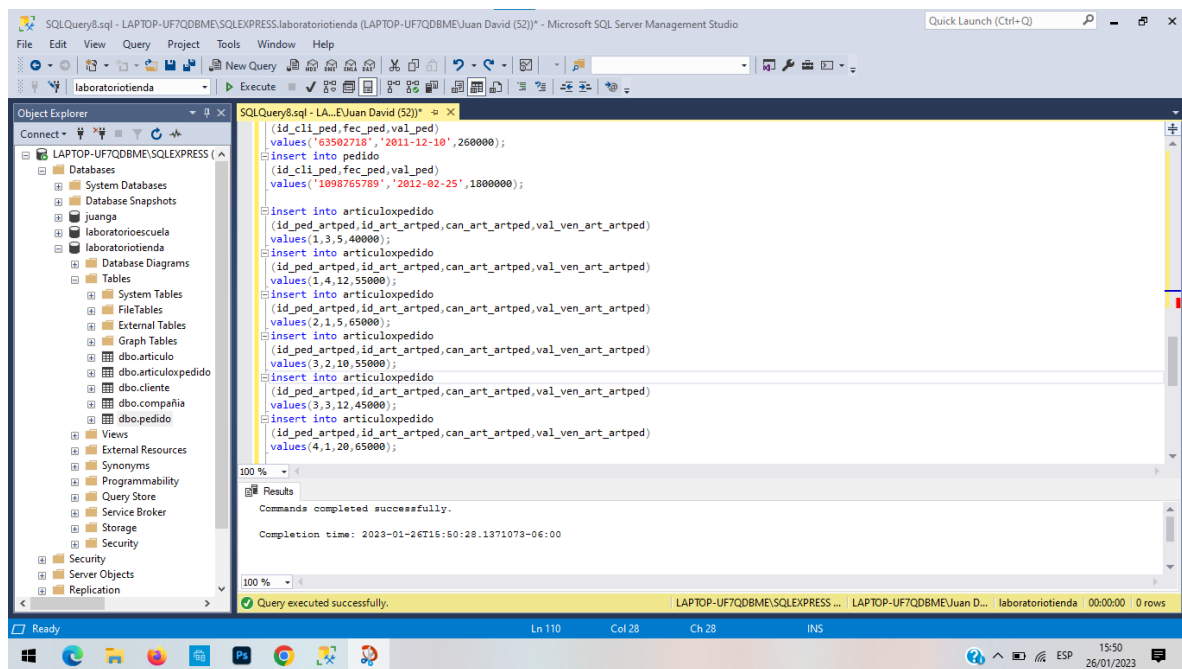 SQLQuery8.sql - LAPTOP-UF7QDBME\SQLEXPRESS.laboratoriotienda (LAPTOP-UF7QDBME\Juan David (52))* - Microsoft SQL Server Management Studio
Quick Launch (Ctrl+Q)
File Edit View Query Project Tools Window Help
New Query
laboratoriotienda Execute
Object Explorer
Connect
LAPTOP-UF7QDBME\SQLEXPRESS (
Databases
System Databases
Database Snapshots
juanga
laboratorioescuela
laboratoriotienda
Database Diagrams
Tables
System Tables
FileTables
External Tables
Graph Tables
dbo.articulo
dbo.articuloxpedido
dbo.cliente
dbo.compañia
dbo.pedido
Views
External Resources
Synonyms
Programmability
Query Store
Service Broker
Storage
Security
Security
Server Objects
Replication
SQLQuery8.sql - LA...E\Juan David (52))*
(id_cli_ped,fec_ped,val_ped)
values('63502718','2011-12-10',260000);
insert into pedido
(id_cli_ped,fec_ped,val_ped)
values('1098765789','2012-02-25',1800000);
insert into articuloxpedido
(id_ped_artped,id_art_artped,can_art_artped,val_ven_art_artped)
values(1,3,5,40000);
insert into articuloxpedido
(id_ped_artped,id_art_artped,can_art_artped,val_ven_art_artped)
values(1,4,12,55000);
insert into articuloxpedido
(id_ped_artped,id_art_artped,can_art_artped,val_ven_art_artped)
values(2,1,5,65000);
insert into articuloxpedido
(id_ped_artped,id_art_artped,can_art_artped,val_ven_art_artped)
values(3,2,10,55000);
insert into articuloxpedido
(id_ped_artped,id_art_artped,can_art_artped,val_ven_art_artped)
values(3,3,12,45000);
insert into articuloxpedido
(id_ped_artped,id_art_artped,can_art_artped,val_ven_art_artped)
values(4,1,20,65000);
100 %
Results
Commands completed successfully.
Completion time: 2023-01-26T15:50:28.1371073-06:00
100 %
Query executed successfully.
LAPTOP-UF7QDBME\SQLEXPRESS ... LAPTOP-UF7QDBME\Juan D... laboratoriotienda 00:00:00 0 rows
Ready Ln 110 Col 28 Ch 28 INS
Ps
ESP
15:50
26/01/2023